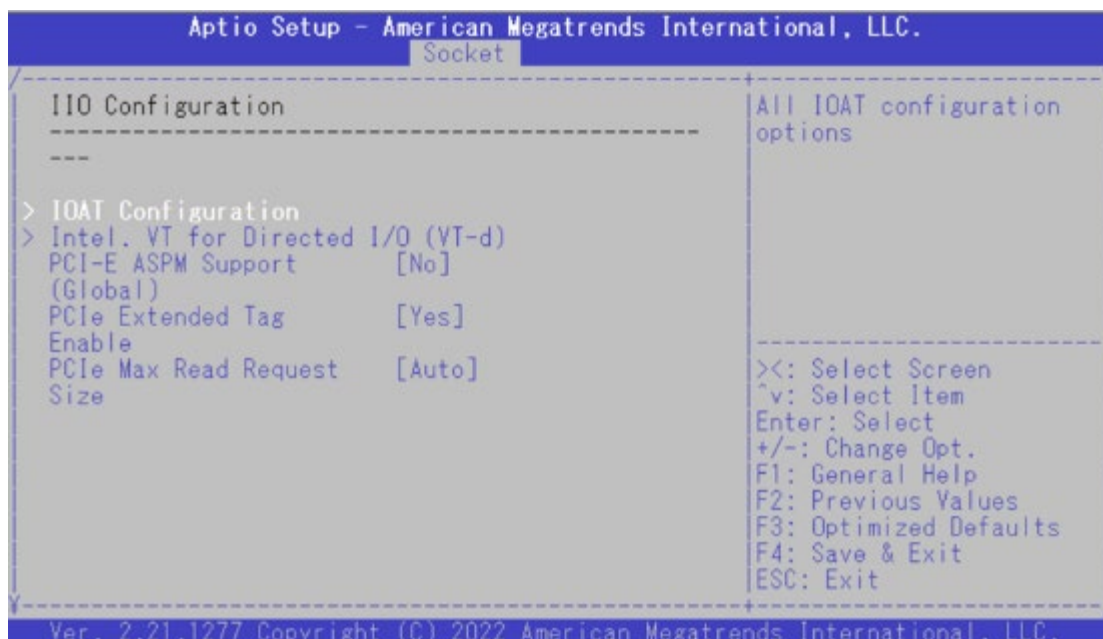 Aptio Setup - American Megatrends International, LLC.
Socket
IIO Configuration
All IOAT configuration
options
> IOAT Configuration
> Intel. VT for Directed I/O (VT-d)
PCI-E ASPM Support [No]
(Global)
PCIe Extended Tag [Yes]
Enable
PCIe Max Read Request [Auto]
Size
><: Select Screen
^v: Select Item
Enter: Select
+/-: Change Opt.
F1: General Help
F2: Previous Values
F3: Optimized Defaults
F4: Save & Exit
ESC: Exit
Ver. 2.21.1277 Copyright (C) 2022 American Megatrends International, LLC